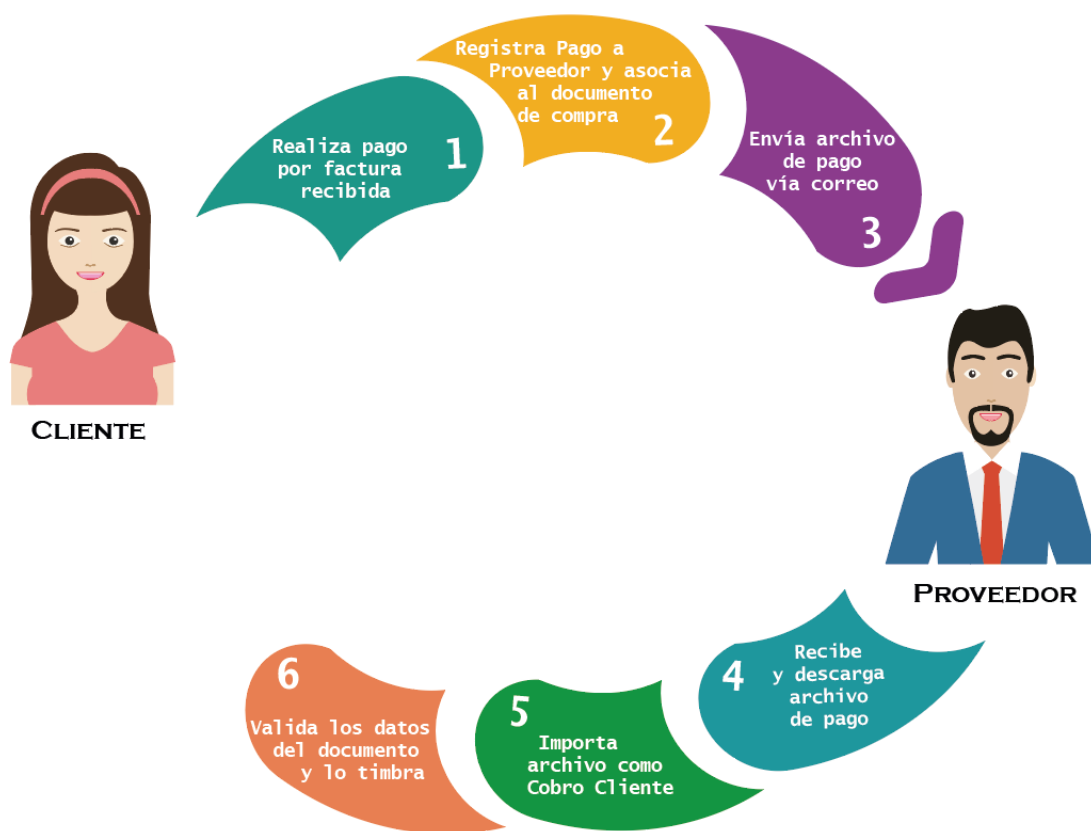 Realiza pago
por factura
recibida
1
Registra Pago a
Proveedor y asocia
al documento
de compra
2
Envía archivo
de pago
vía correo
3
CLIENTE
PROVEEDOR
4
Recibe
y descarga
archivo
de pago
5
Importa
archivo como
Cobro Cliente
6
Valida los datos
del documento
y lo timbra